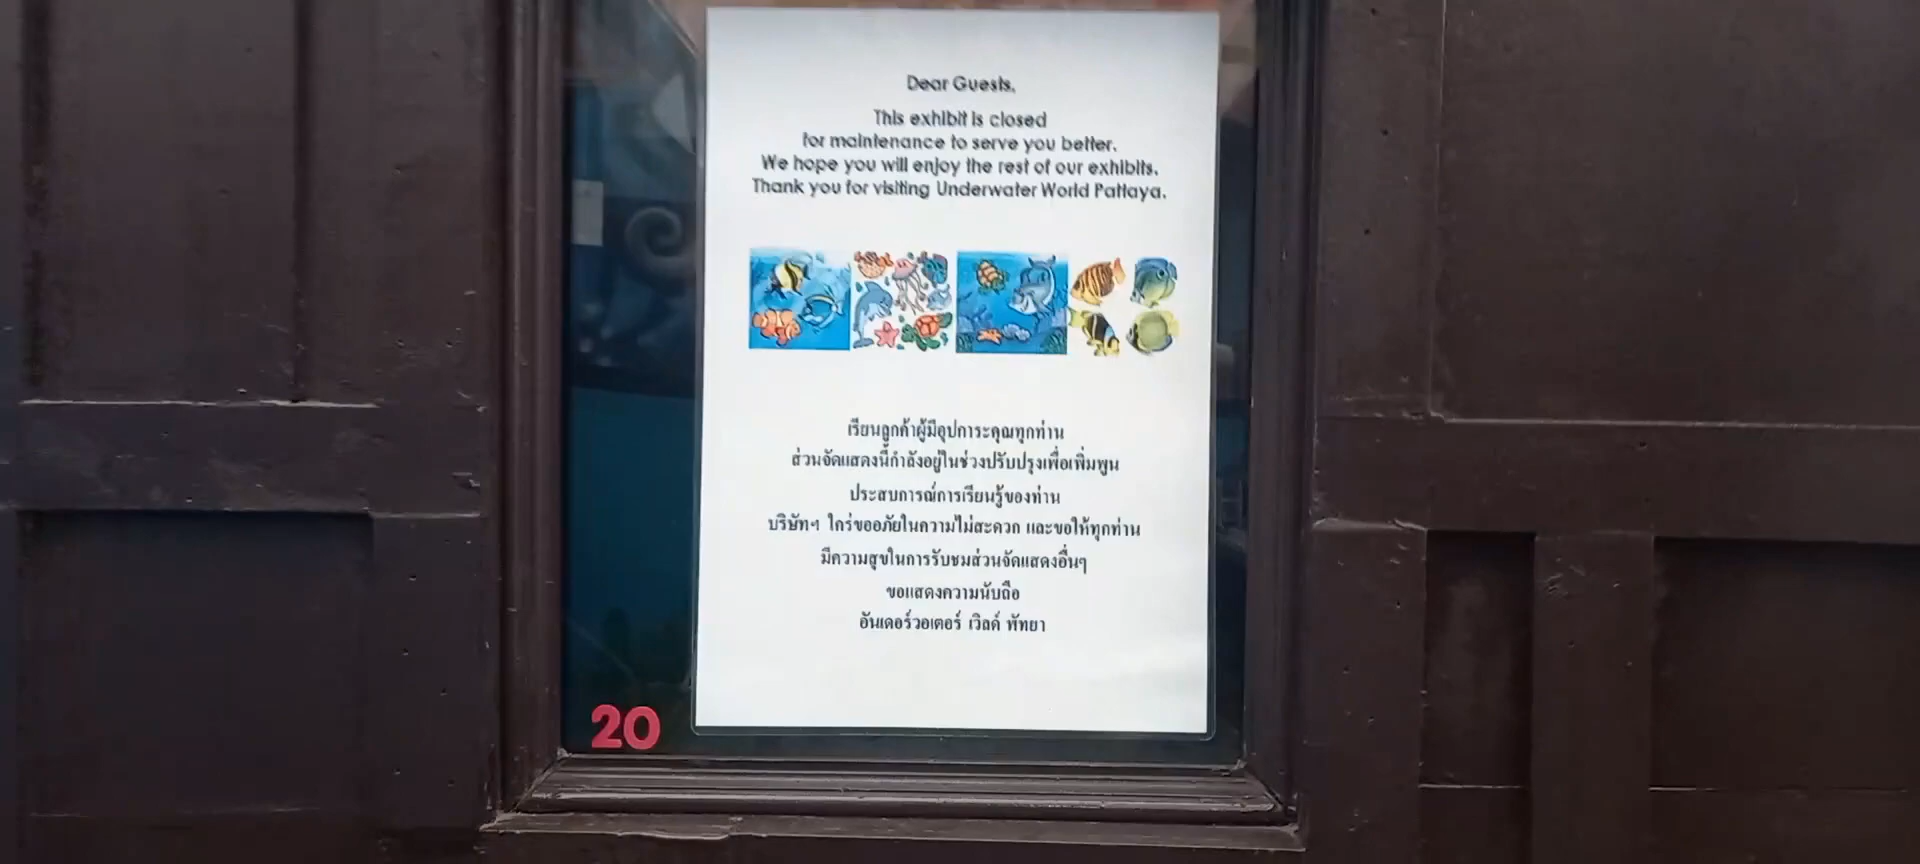 Dear Guests,
This exhibit is closed
for maintenance to serve you better.
We hope you will enjoy the rest of our exhibits.
Thank you for visiting Underwater World Pattaya.
เรียนลูกค้าผู้มีอุปการะคุณทุกท่าน
ส่วนจัดแสดงนี้กำลังอยู่ในช่วงปรับปรุงเพื่อเพิ่มพูน
ประสบการณ์การเรียนรู้ของท่าน
บริษัทฯ ใคร่ขออภัยในความไม่สะดวก และขอให้ทุกท่าน
มีความสุขในการรับชมส่วนจัดแสดงอื่นๆ
ขอแสดงความนับถือ
อันเดอร์วอเตอร์ เวิลด์ พัทยา
20